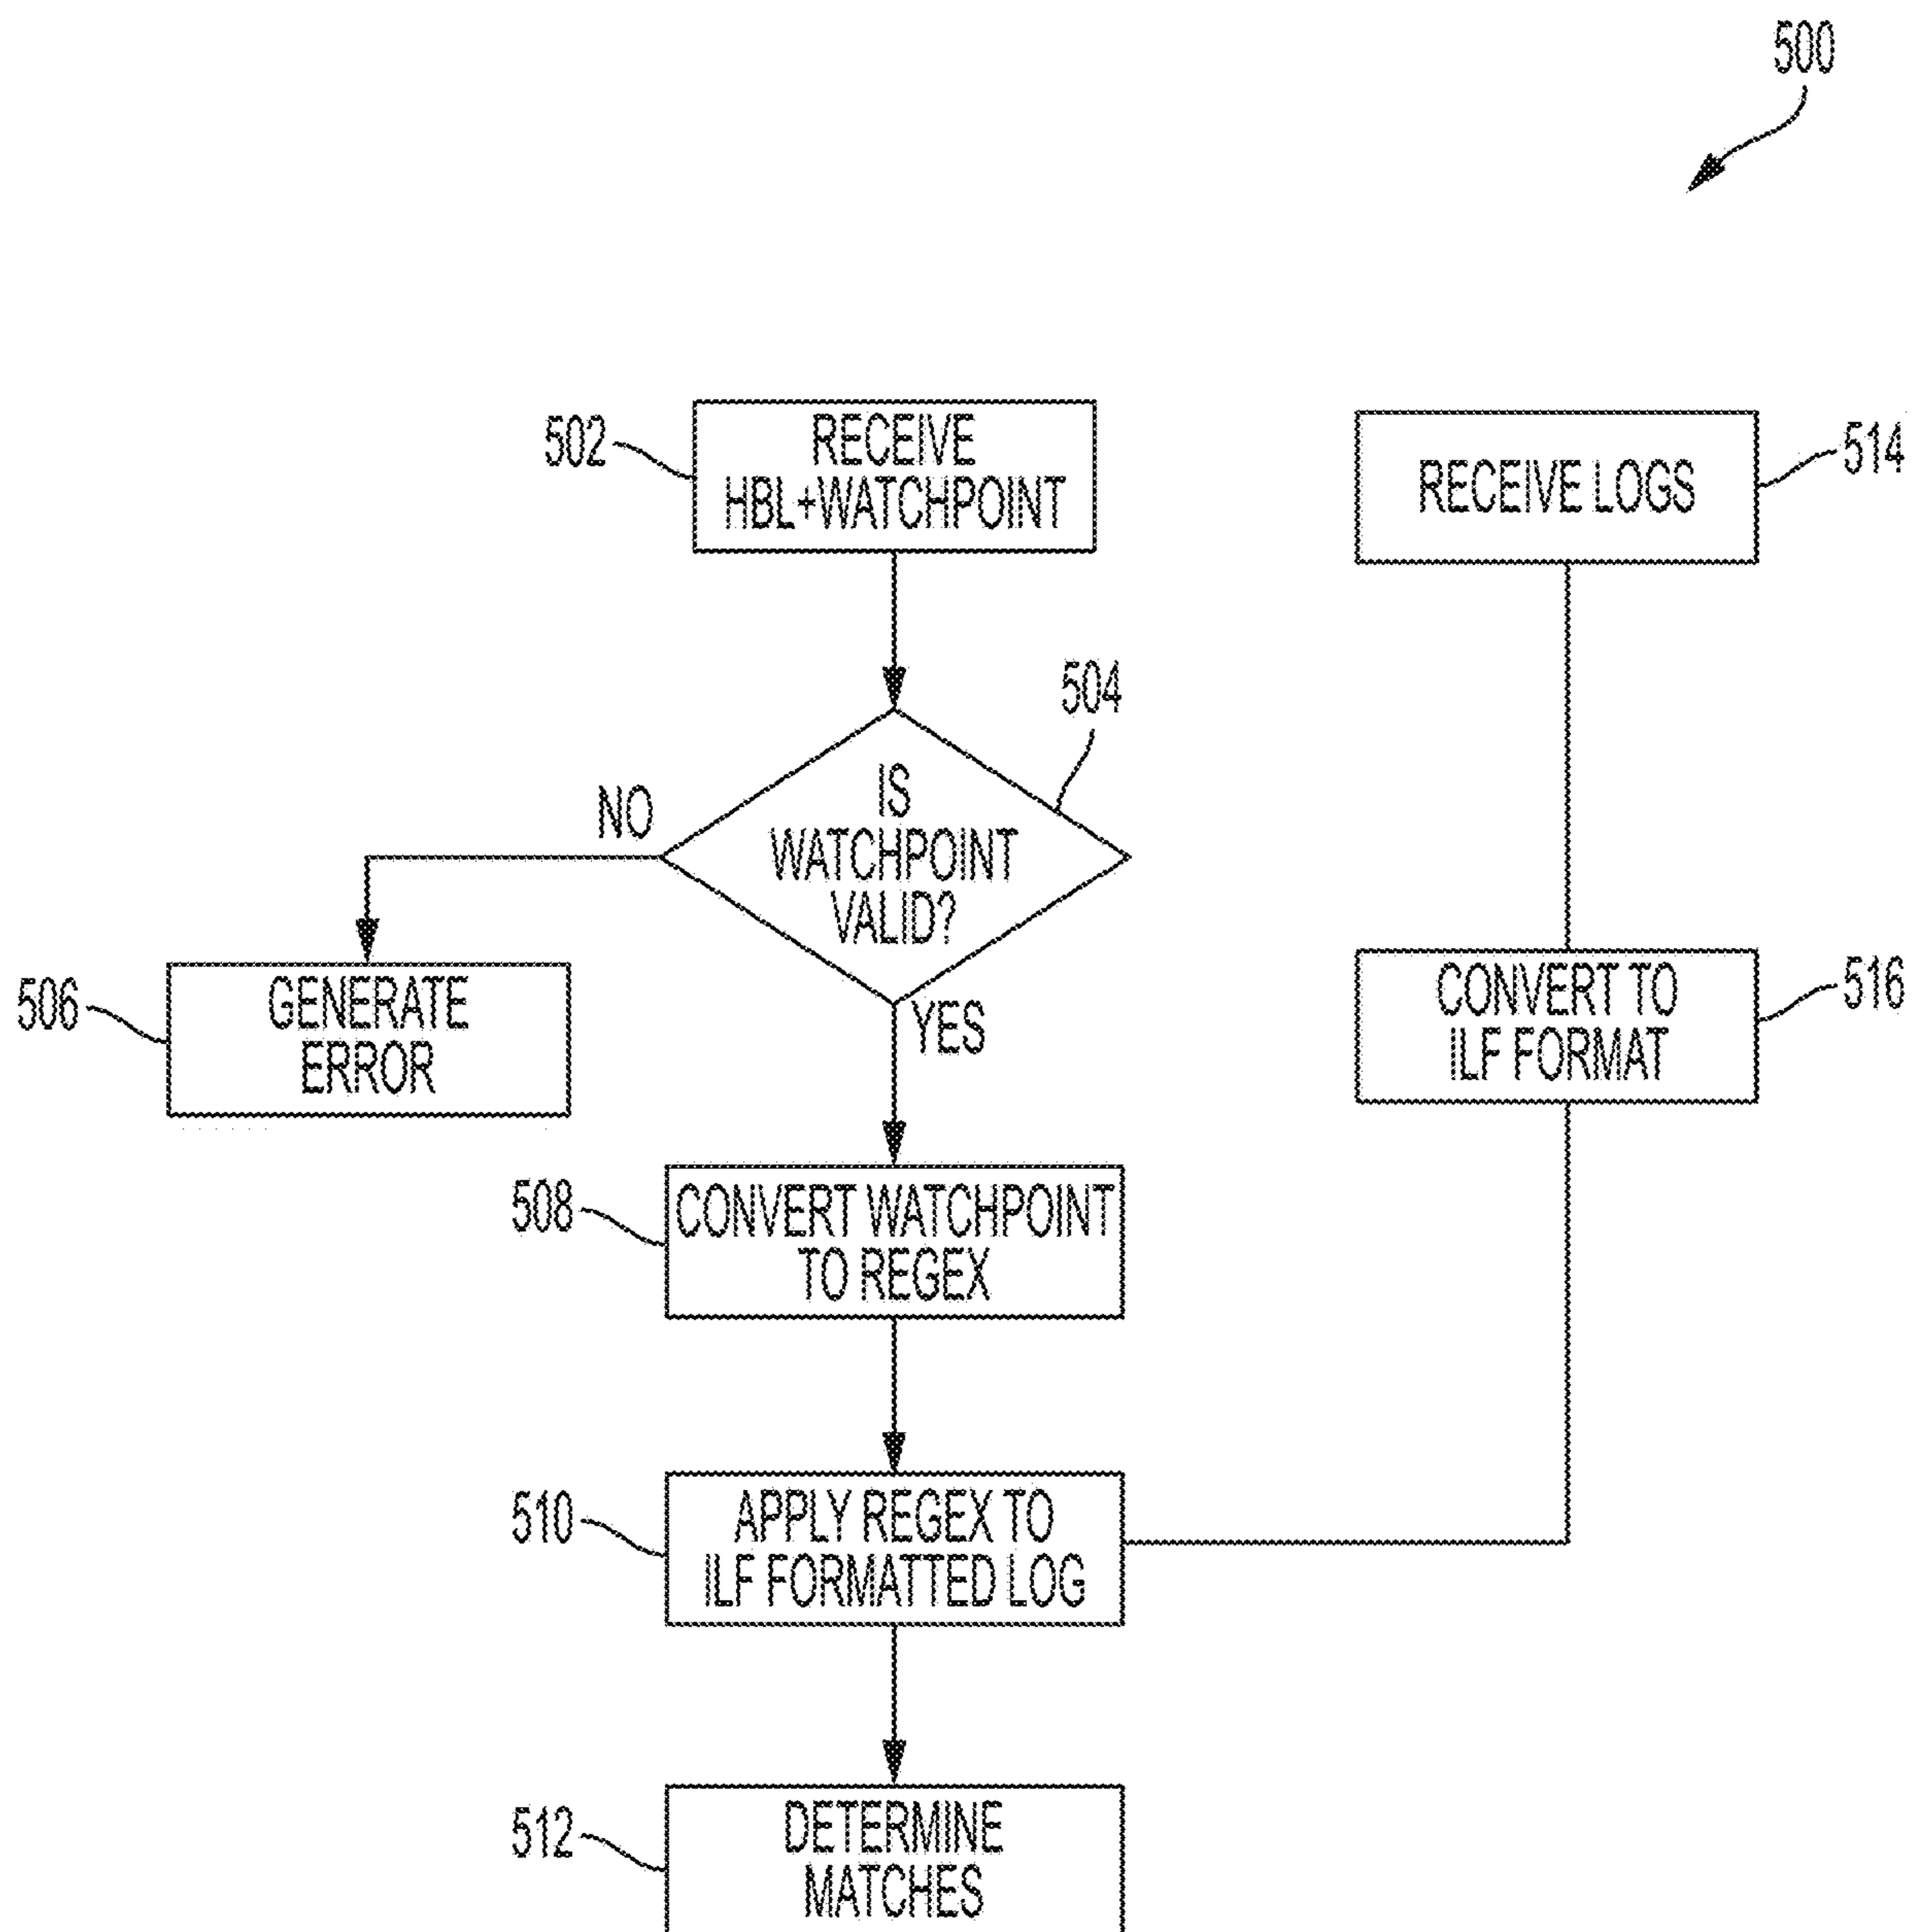 500
502
RECEIVE
HBL+WATCHPOINT
RECEIVE LOGS
514
504
IS
WATCHPOINT
VALID?
NO
YES
506
GENERATE
ERROR
CONVERT TO
ILF FORMAT
516
508
CONVERT WATCHPOINT
TO REGEX
510
APPLY REGEX TO
ILF FORMATTED LOG
512
DETERMINE
MATCHES